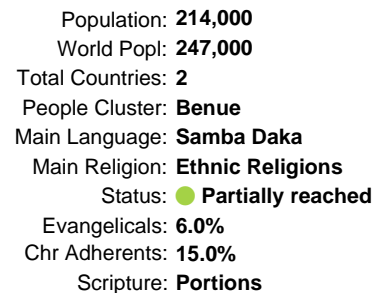 Population: 214,000
World Popl: 247,000
Total Countries: 2
People Cluster: Benue
Main Language: Samba Daka
Main Religion: Ethnic Religions
Status: Partially reached
Evangelicals: 6.0%
Chr Adherents: 15.0%
Scripture: Portions